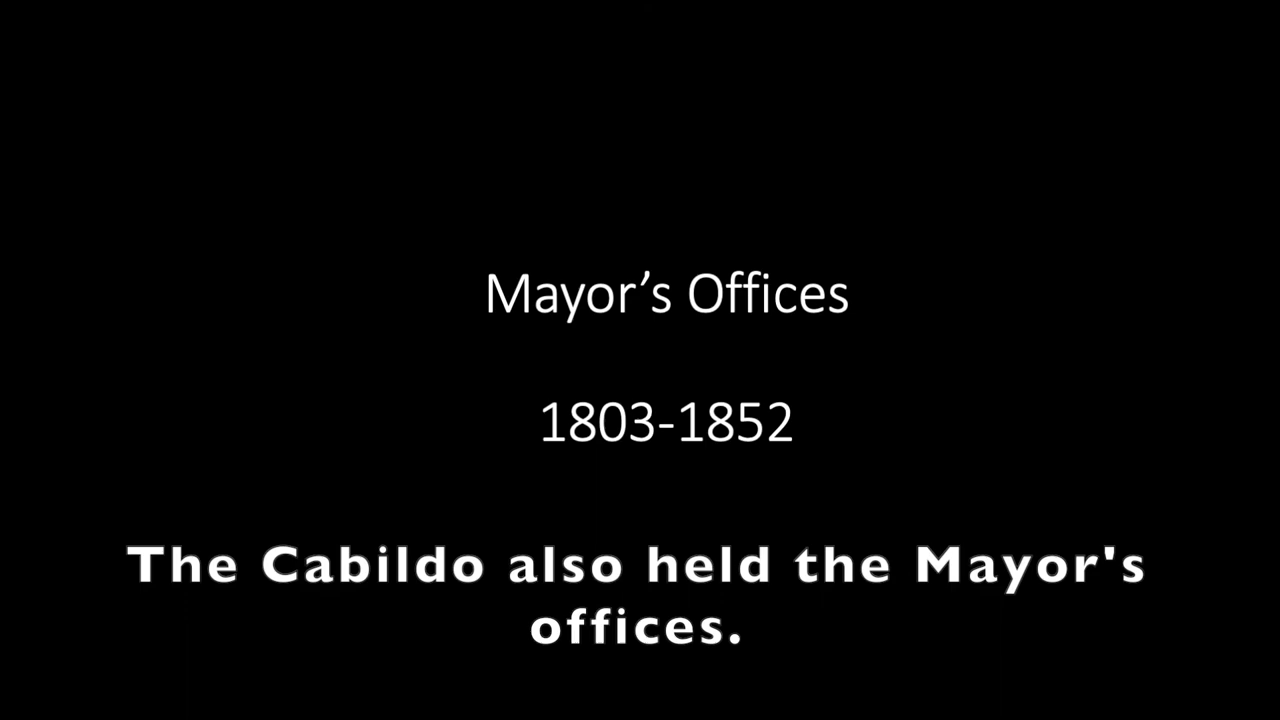 Mayor’s Offices
1803-1852
The Cabildo also held the Mayor's
offices.